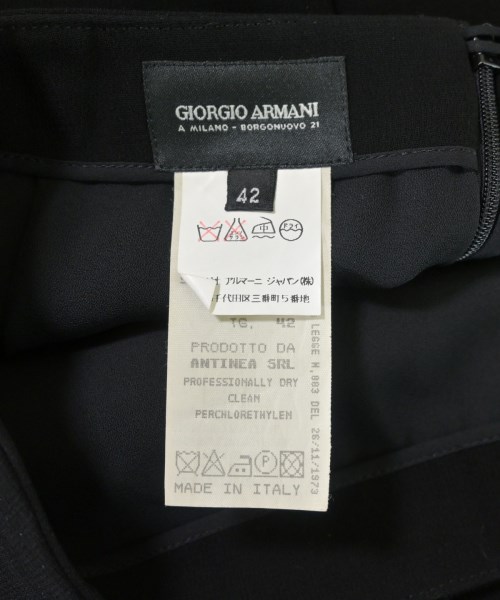 GIORGIO ARMANI
A MILANO - BORGONUOVO 21
42
アルマーニ ジャパン(株)
代田区三番町5番地
TG. 42
PRODOTTO DA
ANTINEA SRL
PROFESSIONALLY DRY
CLEAN
PERCHLORETHYLEN
P
MADE IN ITALY
LEGGE N,883 DEL 26/11/1973